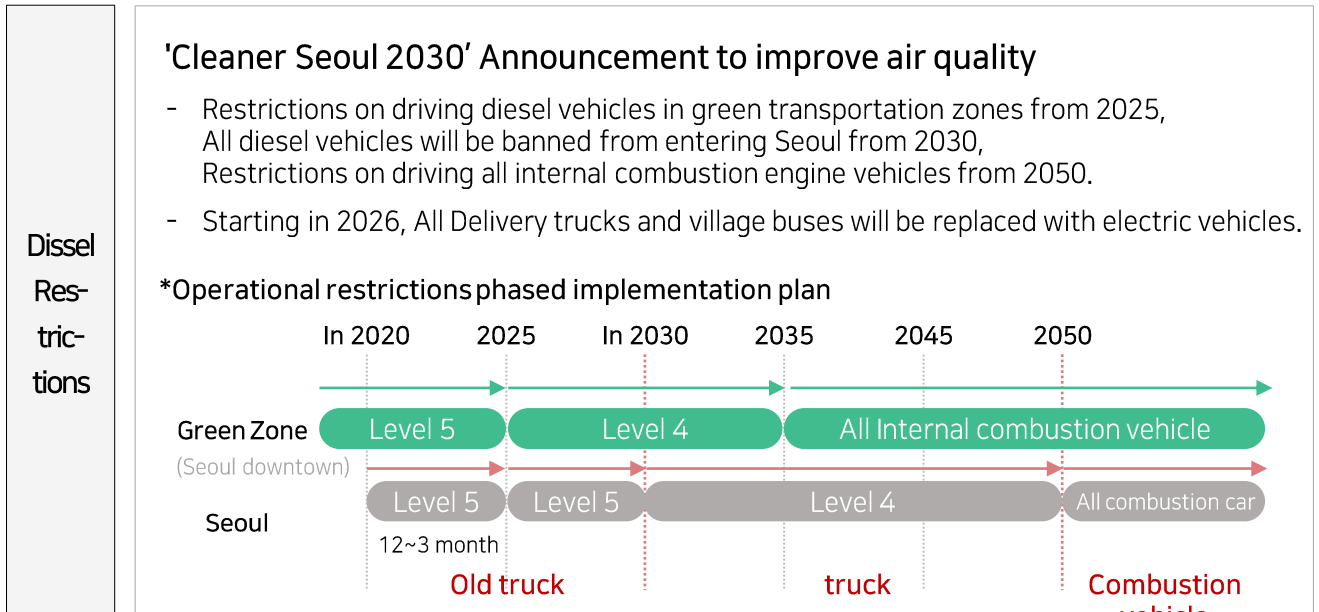 Dissel
Res-
tric-
tions
'Cleaner Seoul 2030’ Announcement to improve air quality
- Restrictions on driving diesel vehicles in green transportation zones from 2025,
All diesel vehicles will be banned from entering Seoul from 2030,
Restrictions on driving all internal combustion engine vehicles from 2050.
- Starting in 2026, All Delivery trucks and village buses will be replaced with electric vehicles.
*Operational restrictions phased implementation plan
In 2020 2025 In 2030 2035 2045 2050
Green Zone Level 5 Level 4 All Internal combustion vehicle
(Seoul downtown)
Level 5 Level 5 Level 4 All combustion car
Seoul
12~3 month
Old truck truck Combustion
vehicle